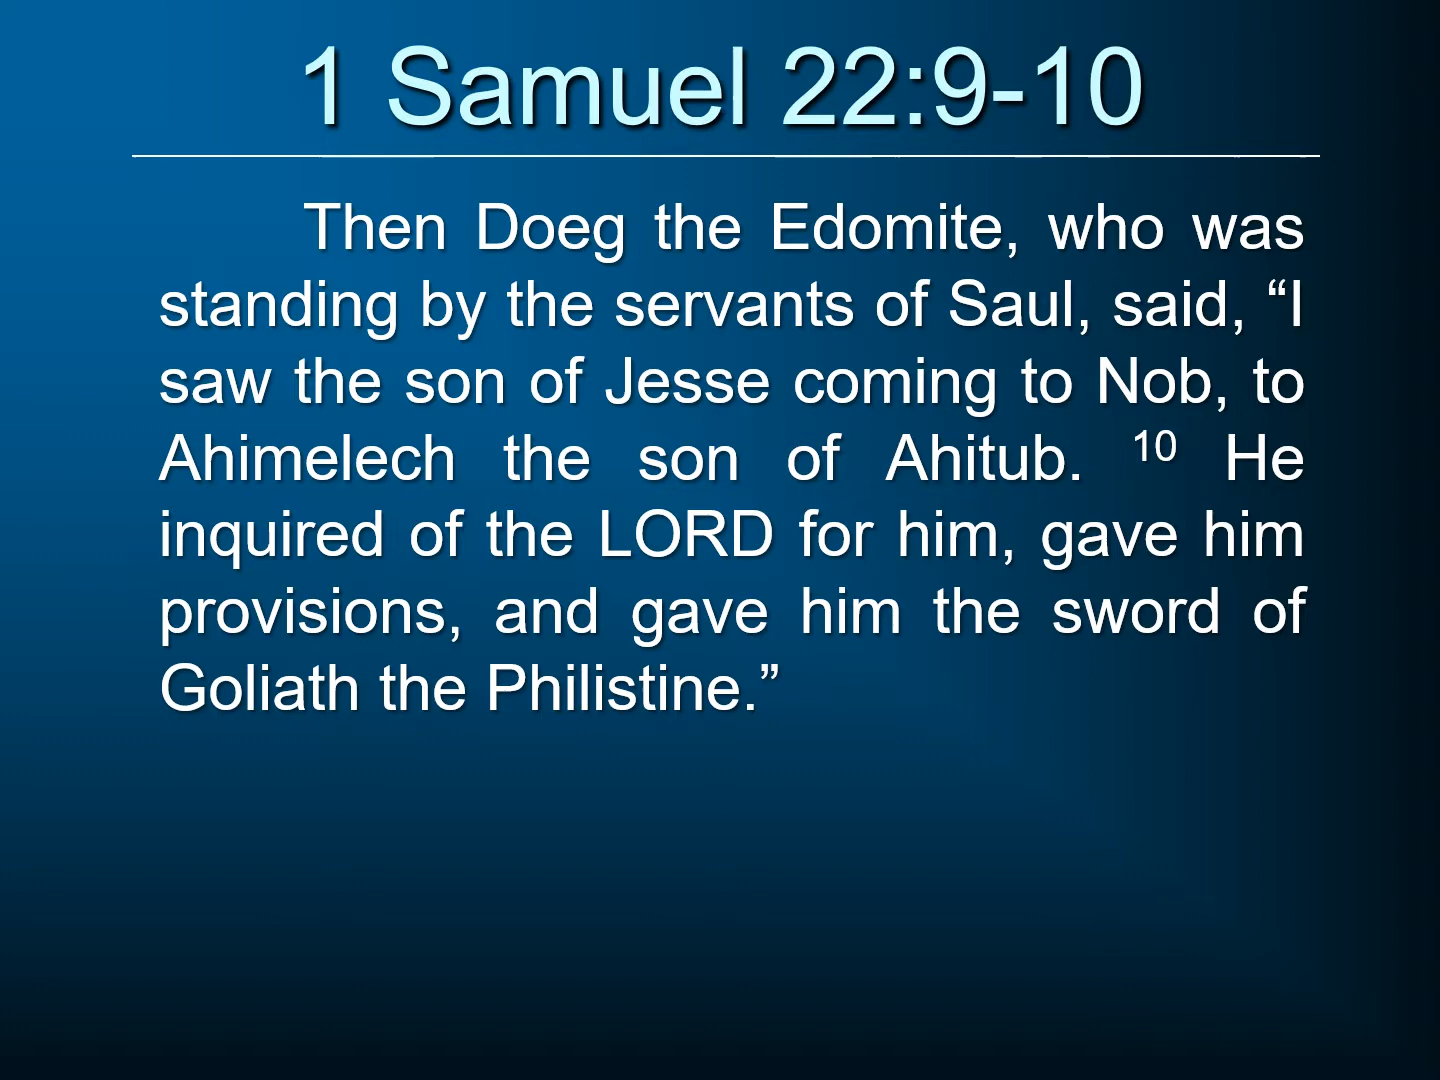 1 Samuel 22:9-10
Then Doeg the Edomite, who was
standing by the servants of Saul, said, “I
saw the son of Jesse coming to Nob, to
Ahimelech the son of Ahitub. 10 He
inquired of the LORD for him, gave him
provisions, and gave him the sword of
Goliath the Philistine.”